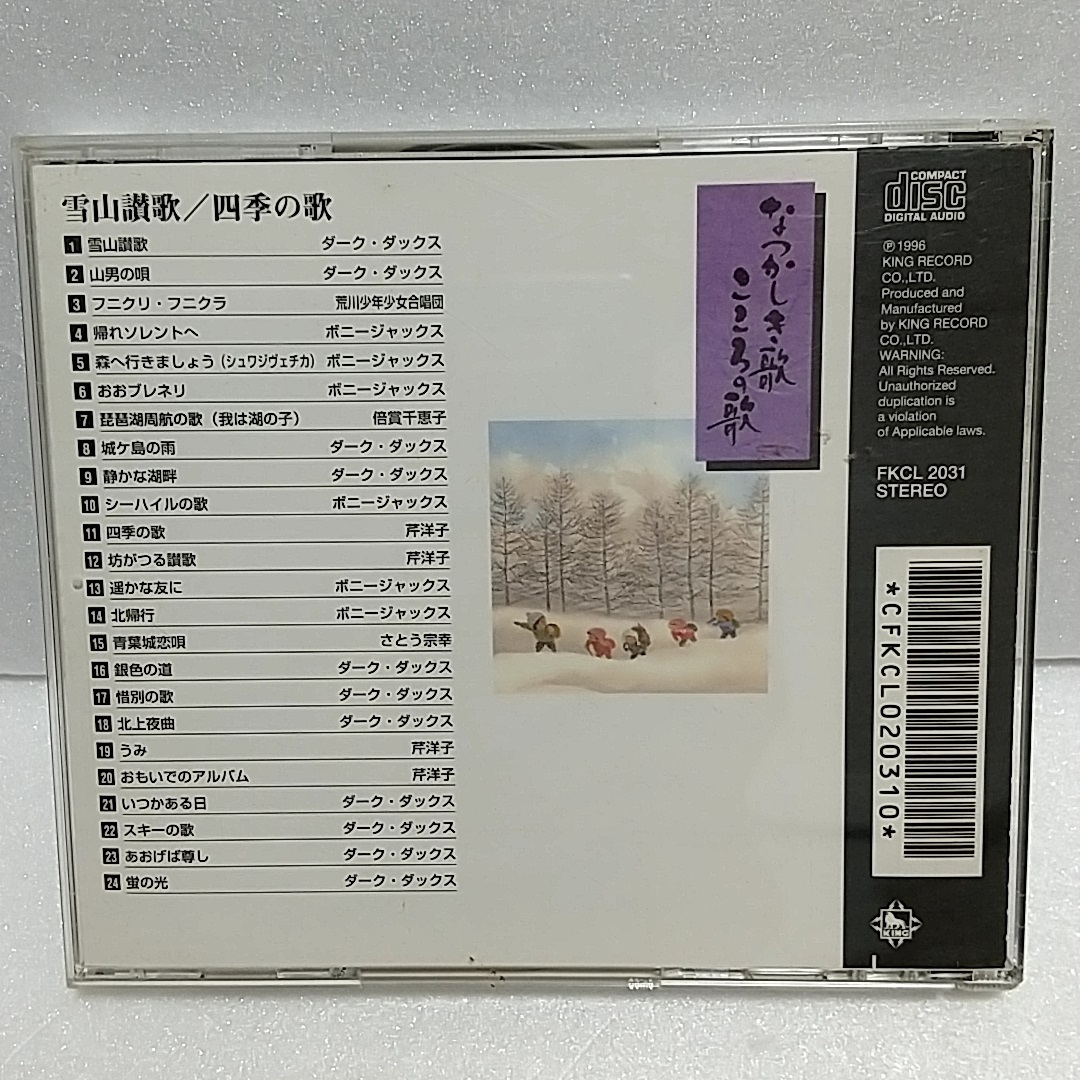 雪山讃歌／四季の歌
1 雪山讃歌 ダーク・ダックス
2 山男の唄 ダーク・ダックス
3 フニクリ・フニクラ 荒川少年少女合唱団
4 帰れソレントへ ボニージャックス
5 森へ行きましょう（シュワジヴェチカ） ボニージャックス
6 おおブレネリ ボニージャックス
7 琵琶湖周航の歌（我は湖の子） 倍賞千恵子
8 城ケ島の雨 ダーク・ダックス
9 静かな湖畔 ダーク・ダックス
10 シーハイルの歌 ボニージャックス
11 四季の歌 芹洋子
12 坊がつる讃歌 芹洋子
13 遥かな友に ボニージャックス
14 北帰行 ボニージャックス
15 青葉城恋唄 さとう宗幸
16 銀色の道 ダーク・ダックス
17 惜別の歌 ダーク・ダックス
18 北上夜曲 ダーク・ダックス
19 うみ 芹洋子
20 おもいでのアルバム 芹洋子
21 いつかある日 ダーク・ダックス
22 スキーの歌 ダーク・ダックス
23 あおげば尊し ダーク・ダックス
24 蛍の光 ダーク・ダックス
なつかしき歌
こころの歌
COMPACT
disc
DIGITAL AUDIO
℗1996
KING RECORD
CO.,LTD.
Produced and
Manufactured
by KING RECORD
CO.,LTD.
WARNING:
All Rights Reserved.
Unauthorized
duplication is
a violation
of Applicable laws.
FKCL 2031
STEREO
*CFKCL020310*
KING